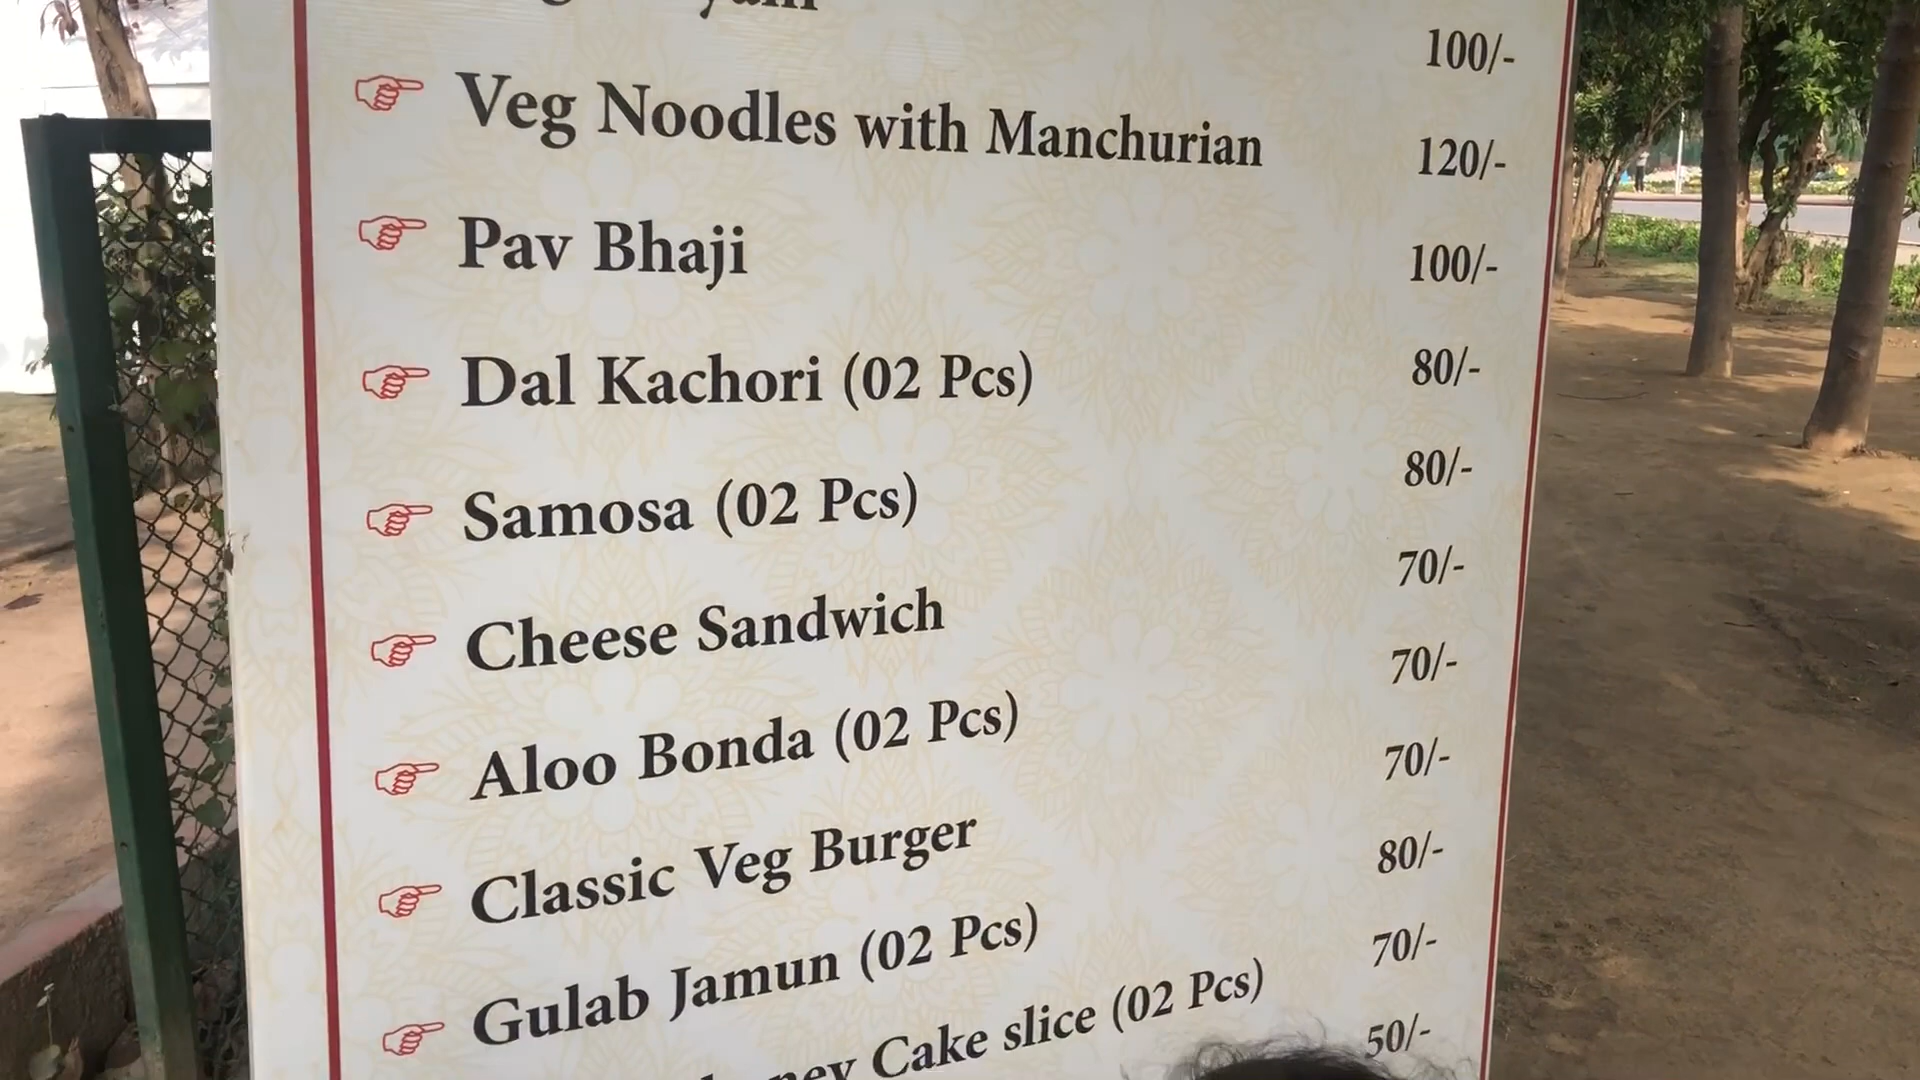 100/-
Veg Noodles with Manchurian 120/-
Pav Bhaji 100/-
Dal Kachori (02 Pcs) 80/-
Samosa (02 Pcs) 80/-
Cheese Sandwich 70/-
Aloo Bonda (02 Pcs) 70/-
Classic Veg Burger 70/-
Gulab Jamun (02 Pcs) 80/-
Cake slice (02 Pcs) 70/-
50/-